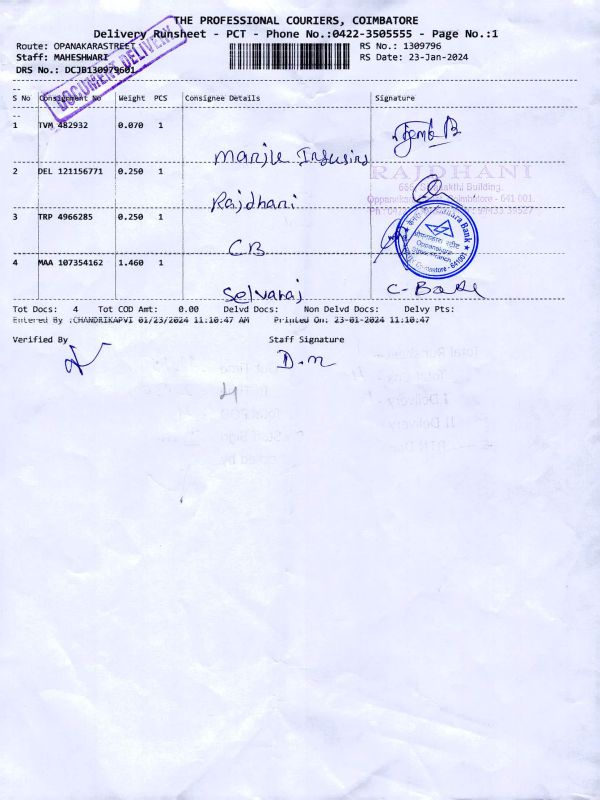 THE PROFESSIONAL COURIERS, COIMBATORE
Delivery Runsheet - PCT - Phone No.:0422-3505555 - Page No.:1
Route: OPANAKARASTREET
RS No.: 1309796
Staff: MAHESHWARI
RS Date: 23-Jan-2024
DRS No.: DCJB130979601
DOCUMENT DELIVERY
S No Consignment No Weight PCS Consignee Details Signature
1 TVM 482932 0.070 1
2 DEL 121156771 0.250 1
Rajdhani
RAJDHANI
3 TRP 4966285 0.250 1
CB
4 MAA 107354162 1.460 1
Selvaraj
Tot Docs: 4 Tot COD Amt: 0.00 Delvd Docs: Non Delvd Docs: Delvy Pts:
Entered By :CHANDRIKAPVI 01/23/2024 11:10:47 AM Printed On: 23-01-2024 11:10:47
Verified By
Staff Signature
D.m